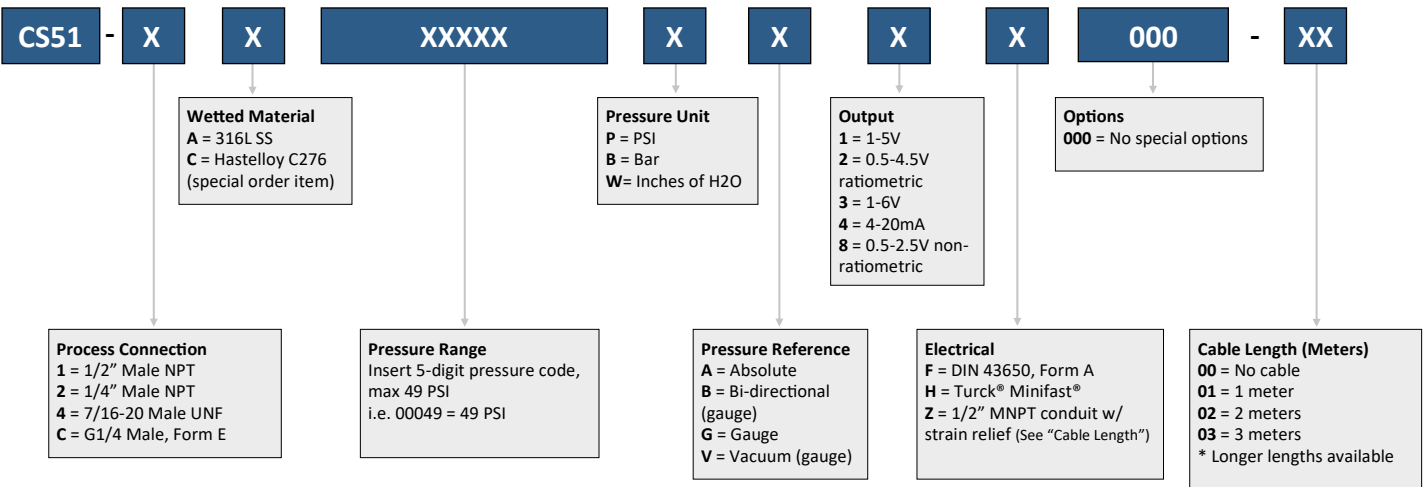 CS51 - X X XXXXX X X X X 000 - XX
Wetted Material
A = 316L SS
C = Hastelloy C276
(special order item)
Pressure Unit
P = PSI
B = Bar
W= Inches of H2O
Output
1 = 1-5V
2 = 0.5-4.5V
ratiometric
3 = 1-6V
4 = 4-20mA
8 = 0.5-2.5V non-
ratiometric
Options
000 = No special options
Process Connection
1 = 1/2” Male NPT
2 = 1/4” Male NPT
4 = 7/16-20 Male UNF
C = G1/4 Male, Form E
Pressure Range
Insert 5-digit pressure code,
max 49 PSI
i.e. 00049 = 49 PSI
Pressure Reference
A = Absolute
B = Bi-directional
(gauge)
G = Gauge
V = Vacuum (gauge)
Electrical
F = DIN 43650, Form A
H = Turck® Minifast®
Z = 1/2” MNPT conduit w/
strain relief (See “Cable Length”)
Cable Length (Meters)
00 = No cable
01 = 1 meter
02 = 2 meters
03 = 3 meters
* Longer lengths available